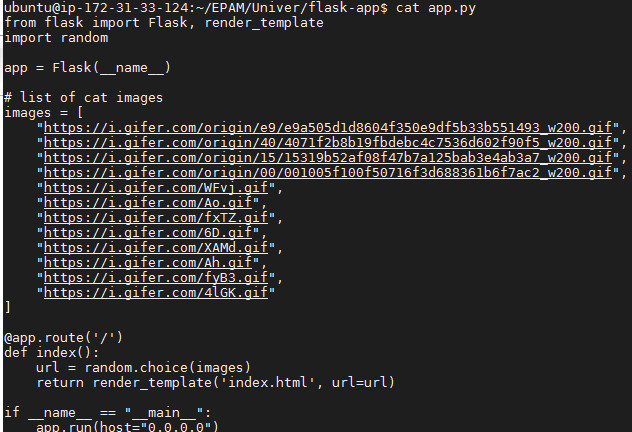 ubuntu@ip-172-31-33-124:~/EPAM/Univer/flask-app$ cat app.py
from flask import Flask, render_template
import random
app = Flask(__name__)
# list of cat images
images = [
    "https://i.gifer.com/origin/e9/e9a505d1d8604f350e9df5b33b551493_w200.gif",
    "https://i.gifer.com/origin/40/4071f2b8b19fbdebc4c7536d602f90f5_w200.gif",
    "https://i.gifer.com/origin/15/15319b52af08f47b7a125bab3e4ab3a7_w200.gif",
    "https://i.gifer.com/origin/00/001005f100f50716f3d688361b6f7ac2_w200.gif",
    "https://i.gifer.com/WFvj.gif",
    "https://i.gifer.com/Ao.gif",
    "https://i.gifer.com/fxTZ.gif",
    "https://i.gifer.com/6D.gif",
    "https://i.gifer.com/XAMd.gif",
    "https://i.gifer.com/Ah.gif",
    "https://i.gifer.com/fyB3.gif",
    "https://i.gifer.com/4lGK.gif"
]
@app.route('/')
def index():
    url = random.choice(images)
    return render_template('index.html', url=url)
if __name__ == "__main__":
    app.run(host="0.0.0.0")